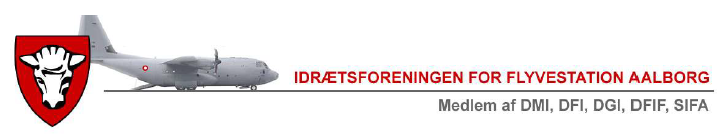 IDRÆTSFORENINGEN FOR FLYVESTATION AALBORG
Medlem af DMI, DFI, DGI, DFIF, SIFA